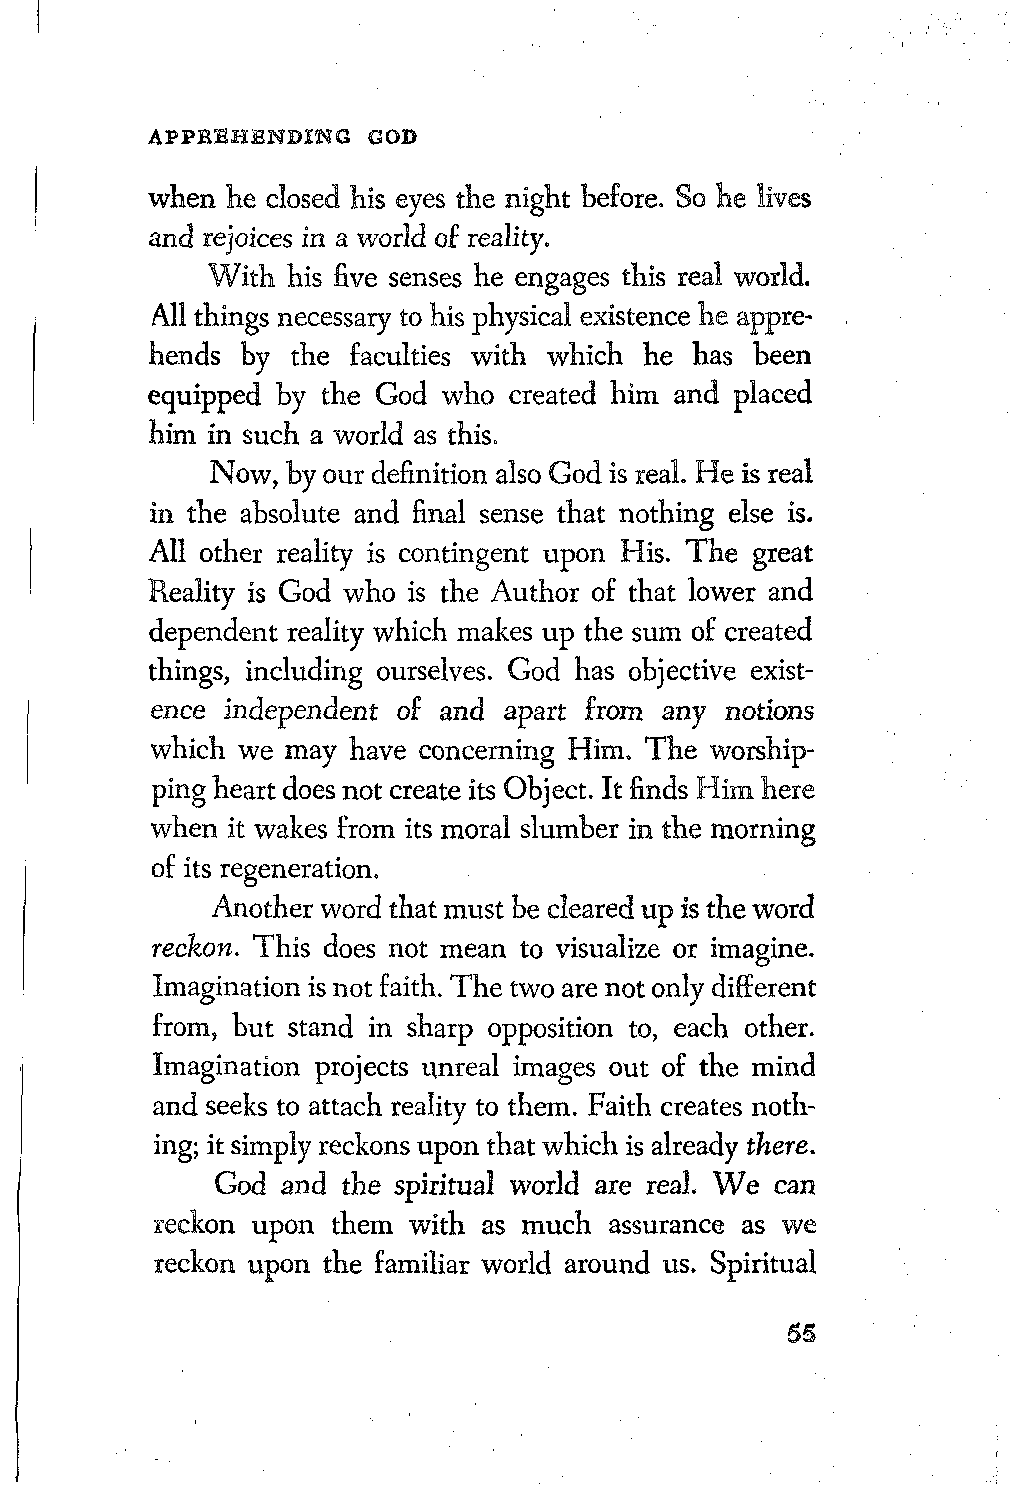 APPREHENDING GOD
when he closed his eyes the night before. So he lives
and rejoices in a world of reality.
With his five senses he engages this real world.
All things necessary to his physical existence he appre-
hends by the faculties with which he has been
equipped by the God who created him and placed
him in such a world as this.
Now, by our definition also God is real. He is real
in the absolute and final sense that nothing else is.
All other reality is contingent upon His. The great
Reality is God who is the Author of that lower and
dependent reality which makes up the sum of created
things, including ourselves. God has objective exist-
ence independent of and apart from any notions
which we may have concerning Him. The worship-
ping heart does not create its Object. It finds Him here
when it wakes from its moral slumber in the morning
of its regeneration.
Another word that must be cleared up is the word
reckon. This does not mean to visualize or imagine.
Imagination is not faith. The two are not only different
from, but stand in sharp opposition to, each other.
Imagination projects unreal images out of the mind
and seeks to attach reality to them. Faith creates noth-
ing; it simply reckons upon that which is already there.
God and the spiritual world are real. We can
reckon upon them with as much assurance as we
reckon upon the familiar world around us. Spiritual
55